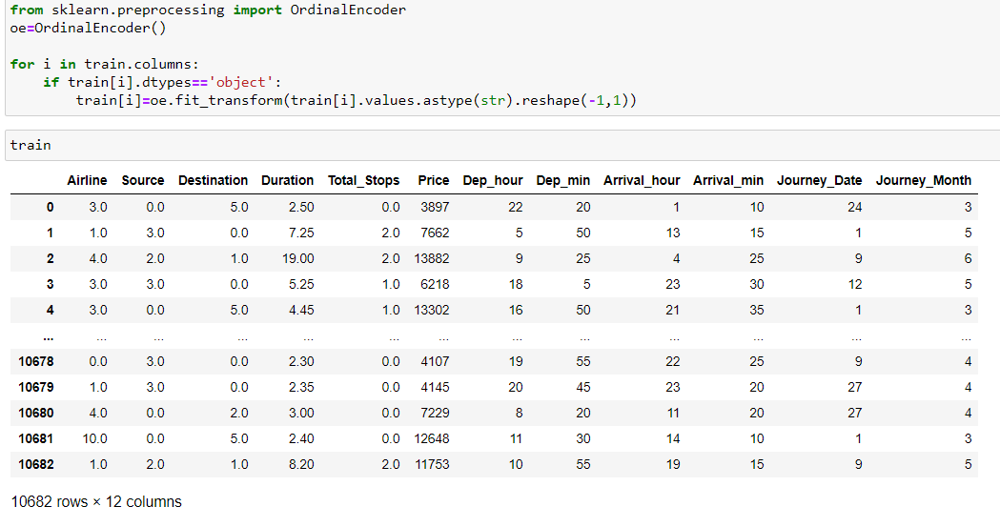 from sklearn.preprocessing import OrdinalEncoder
oe=OrdinalEncoder()
for i in train.columns:
    if train[i].dtypes=='object':
        train[i]=oe.fit_transform(train[i].values.astype(str).reshape(-1,1))
train
Airline Source Destination Duration Total_Stops Price Dep_hour Dep_min Arrival_hour Arrival_min Journey_Date Journey_Month
0 3.0 0.0 5.0 2.50 0.0 3897 22 20 1 10 24 3
1 1.0 3.0 0.0 7.25 2.0 7662 5 50 13 15 1 5
2 4.0 2.0 1.0 19.00 2.0 13882 9 25 4 25 9 6
3 3.0 3.0 0.0 5.25 1.0 6218 18 5 23 30 12 5
4 3.0 0.0 5.0 4.45 1.0 13302 16 50 21 35 1 3
... ... ... ... ... ... ... ... ... ... ... ... ...
10678 0.0 3.0 0.0 2.30 0.0 4107 19 55 22 25 9 4
10679 1.0 3.0 0.0 2.35 0.0 4145 20 45 23 20 27 4
10680 4.0 0.0 2.0 3.00 0.0 7229 8 20 11 20 27 4
10681 10.0 0.0 5.0 2.40 0.0 12648 11 30 14 10 1 3
10682 1.0 2.0 1.0 8.20 2.0 11753 10 55 19 15 9 5
10682 rows × 12 columns